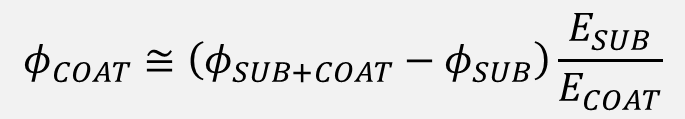 ϕ_COAT ≅ (ϕ_SUB+COAT − ϕ_SUB) E_SUB / E_COAT